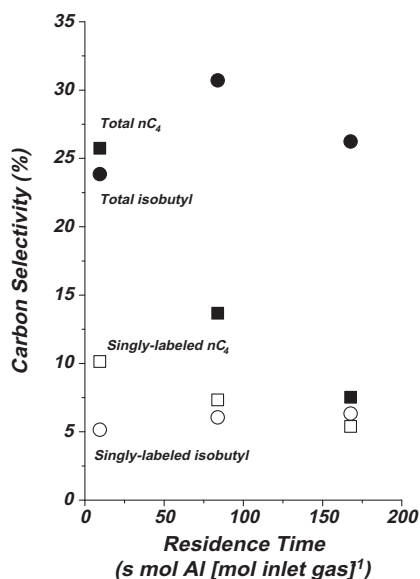 35
30
25
20
15
10
5
0
Carbon Selectivity (%)
Total nC₄
Total isobutyl
Singly-labeled nC₄
Singly-labeled isobutyl
0 50 100 150 200
Residence Time
(s mol Al [mol inlet gas]¹)